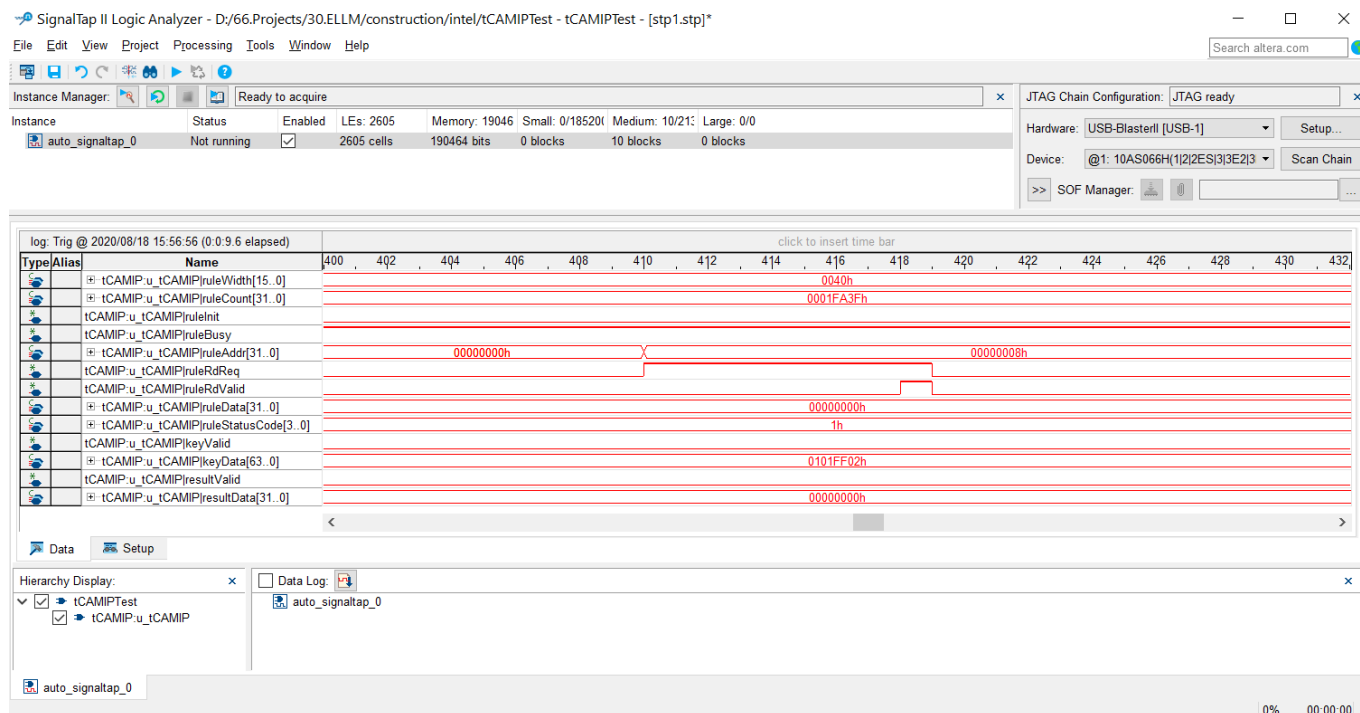 SignalTap II Logic Analyzer - D:/66.Projects/30.ELLM/construction/intel/tCAMIPTest - tCAMIPTest - [stp1.stp]*
File Edit View Project Processing Tools Window Help
Search altera.com
Instance Manager: Ready to acquire
JTAG Chain Configuration: JTAG ready
Instance Status Enabled LEs: 2605 Memory: 19046 Small: 0/185200 Medium: 10/213 Large: 0/0
auto_signaltap_0 Not running 2605 cells 190464 bits 0 blocks 10 blocks 0 blocks
Hardware: USB-BlasterII [USB-1] Setup...
Device: @1: 10AS066H(1|2|2ES|3|3E2|3 Scan Chain
>> SOF Manager: ...
log: Trig @ 2020/08/18 15:56:56 (0:0:9.6 elapsed) click to insert time bar
Type Alias Name 400 402 404 406 408 410 412 414 416 418 420 422 424 426 428 430 432
tCAMIP:u_tCAMIP|ruleWidth[15..0] 0040h
tCAMIP:u_tCAMIP|ruleCount[31..0] 0001FA3Fh
tCAMIP:u_tCAMIP|ruleInit
tCAMIP:u_tCAMIP|ruleBusy
tCAMIP:u_tCAMIP|ruleAddr[31..0] 00000000h 00000008h
tCAMIP:u_tCAMIP|ruleRdReq
tCAMIP:u_tCAMIP|ruleRdValid
tCAMIP:u_tCAMIP|ruleData[31..0] 00000000h
tCAMIP:u_tCAMIP|ruleStatusCode[3..0] 1h
tCAMIP:u_tCAMIP|keyValid
tCAMIP:u_tCAMIP|keyData[63..0] 0101FF02h
tCAMIP:u_tCAMIP|resultValid
tCAMIP:u_tCAMIP|resultData[31..0] 00000000h
Data Setup
Hierarchy Display:
tCAMIPTest
tCAMIP:u_tCAMIP
Data Log:
auto_signaltap_0
auto_signaltap_0
0% 00:00:00